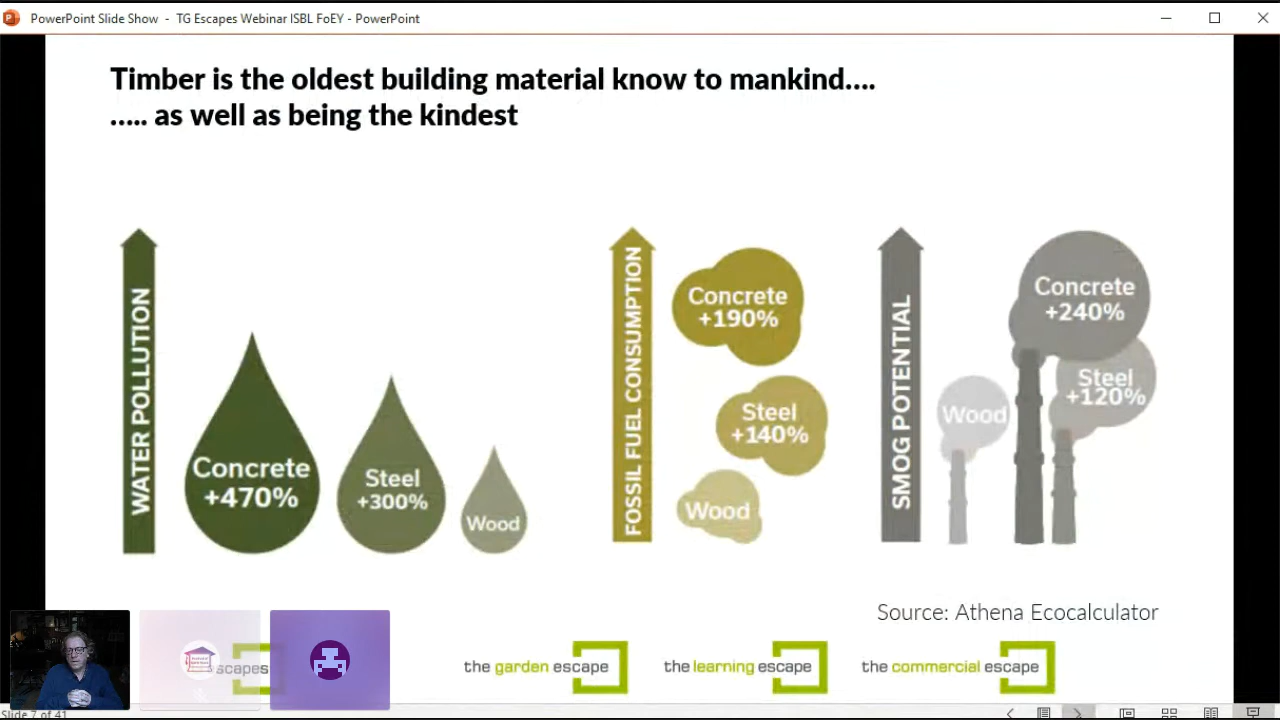 PowerPoint Slide Show - TG Escapes Webinar ISBL FoEY - PowerPoint
Timber is the oldest building material know to mankind….
….. as well as being the kindest
WATER POLLUTION
Concrete
+470%
Steel
+300%
Wood
FOSSIL FUEL CONSUMPTION
Concrete
+190%
Steel
+140%
Wood
SMOG POTENTIAL
Wood
Concrete
+240%
Steel
+120%
Source: Athena Ecocalculator
escapes
the garden escape
the learning escape
the commercial escape
Slide 7 of 41